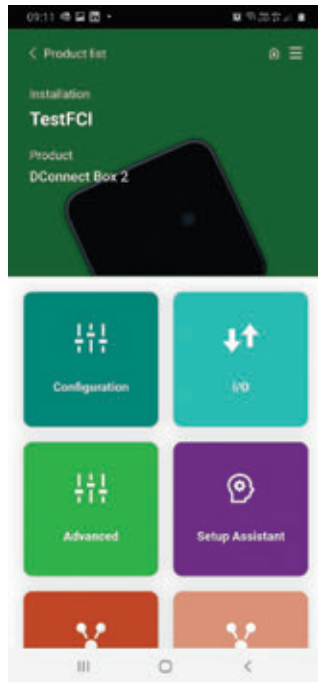 09:11
Product list
Installation
TestFCI
Product
DConnect Box 2
Configuration
I/O
Advanced
Setup Assistant